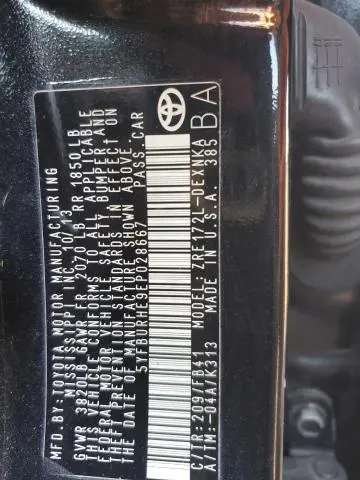 MFD.BY:TOYOTA MOTOR MANUFACTURING
MISSISSIPPI, INC. 10/13
GVWR 3820LB GAWR FR 2070 LB RR 1850 LB
THIS VEHICLE CONFORMS TO ALL APPLICABLE
FEDERAL MOTOR VEHICLE SAFETY, BUMPER, AND
THEFT PREVENTION STANDARDS IN EFFECT ON
THE DATE OF MANUFACTURE SHOWN ABOVE.
5YFBURHE9EP028667 PASS.CAR
C/TR:209/FB41 MODEL:ZRE172L-DEXNKA
A/TM:-04A/K313 MADE IN U.S.A. 385
BA